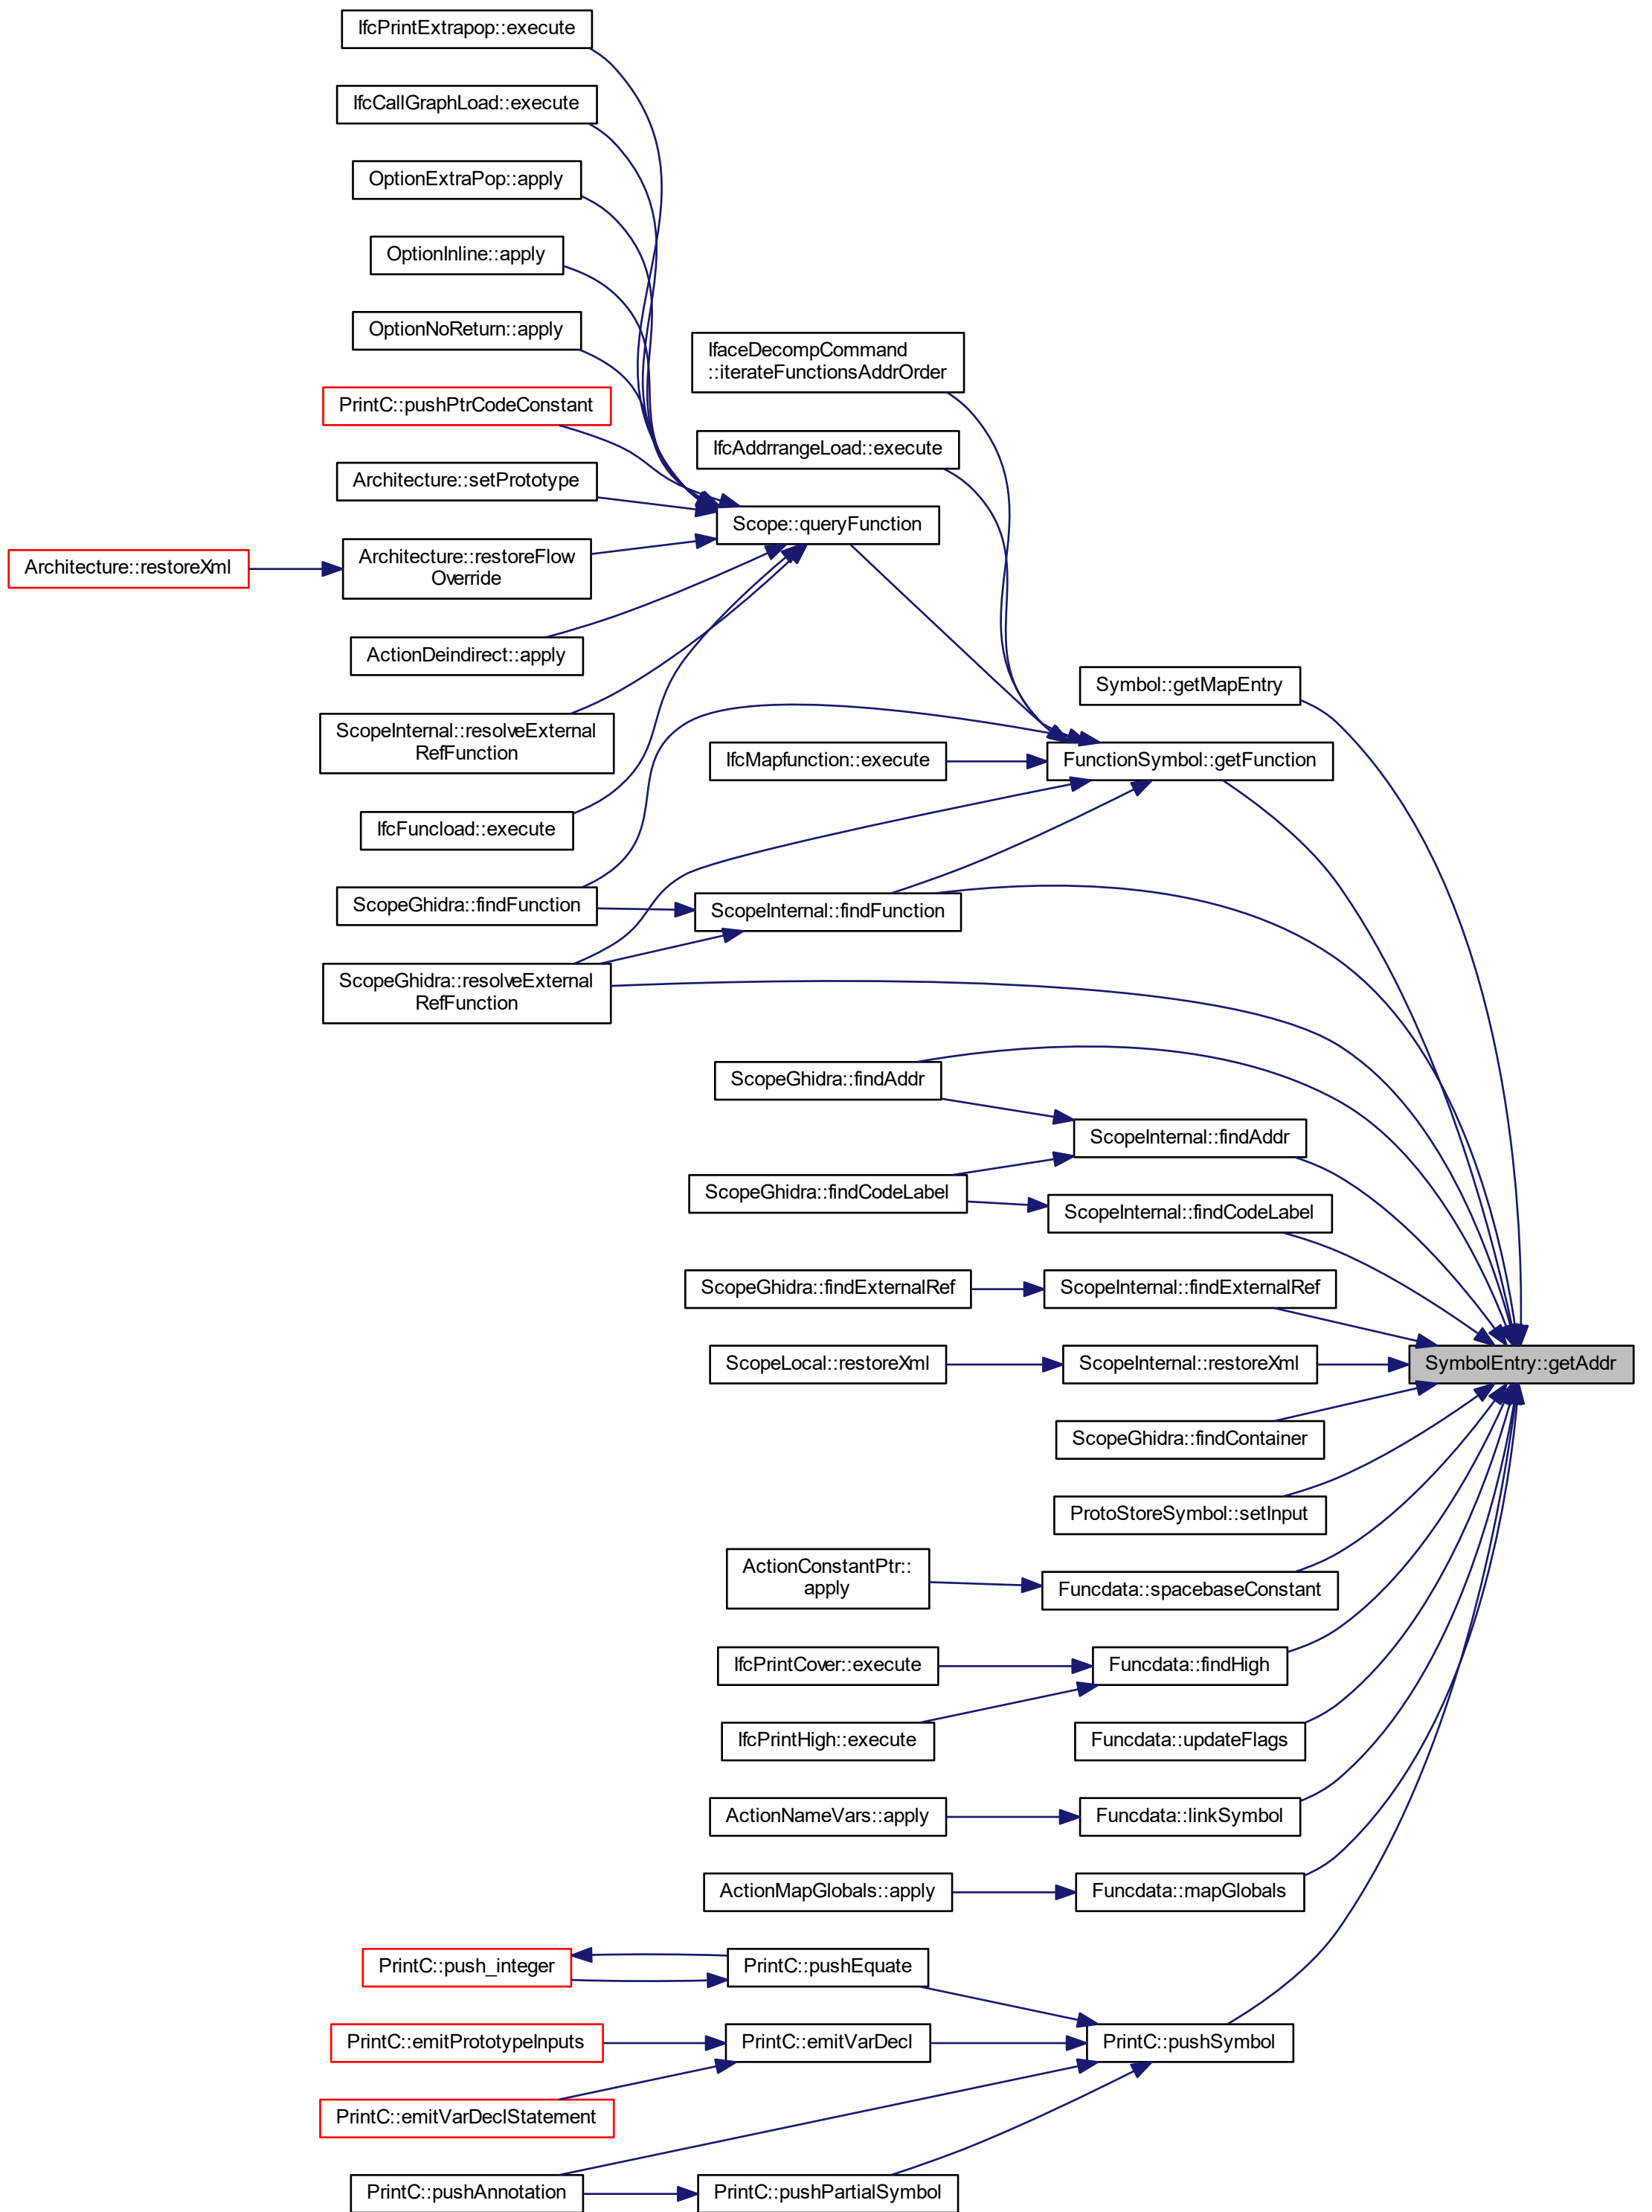 IfcPrintExtrapop::execute
IfcCallGraphLoad::execute
OptionExtraPop::apply
OptionInline::apply
OptionNoReturn::apply
IfaceDecompCommand
::iterateFunctionsAddrOrder
PrintC::pushPtrCodeConstant
IfcAddrrangeLoad::execute
Architecture::setPrototype
Scope::queryFunction
Architecture::restoreXml
Architecture::restoreFlow
Override
ActionDeindirect::apply
Symbol::getMapEntry
ScopeInternal::resolveExternal
RefFunction
IfcMapfunction::execute
FunctionSymbol::getFunction
IfcFuncload::execute
ScopeGhidra::findFunction
ScopeInternal::findFunction
ScopeGhidra::resolveExternal
RefFunction
ScopeGhidra::findAddr
ScopeInternal::findAddr
ScopeGhidra::findCodeLabel
ScopeInternal::findCodeLabel
ScopeGhidra::findExternalRef
ScopeInternal::findExternalRef
ScopeLocal::restoreXml
ScopeInternal::restoreXml
SymbolEntry::getAddr
ScopeGhidra::findContainer
ProtoStoreSymbol::setInput
ActionConstantPtr::
apply
Funcdata::spacebaseConstant
IfcPrintCover::execute
Funcdata::findHigh
IfcPrintHigh::execute
Funcdata::updateFlags
ActionNameVars::apply
Funcdata::linkSymbol
ActionMapGlobals::apply
Funcdata::mapGlobals
PrintC::push_integer
PrintC::pushEquate
PrintC::emitPrototypeInputs
PrintC::emitVarDecl
PrintC::pushSymbol
PrintC::emitVarDeclStatement
PrintC::pushAnnotation
PrintC::pushPartialSymbol